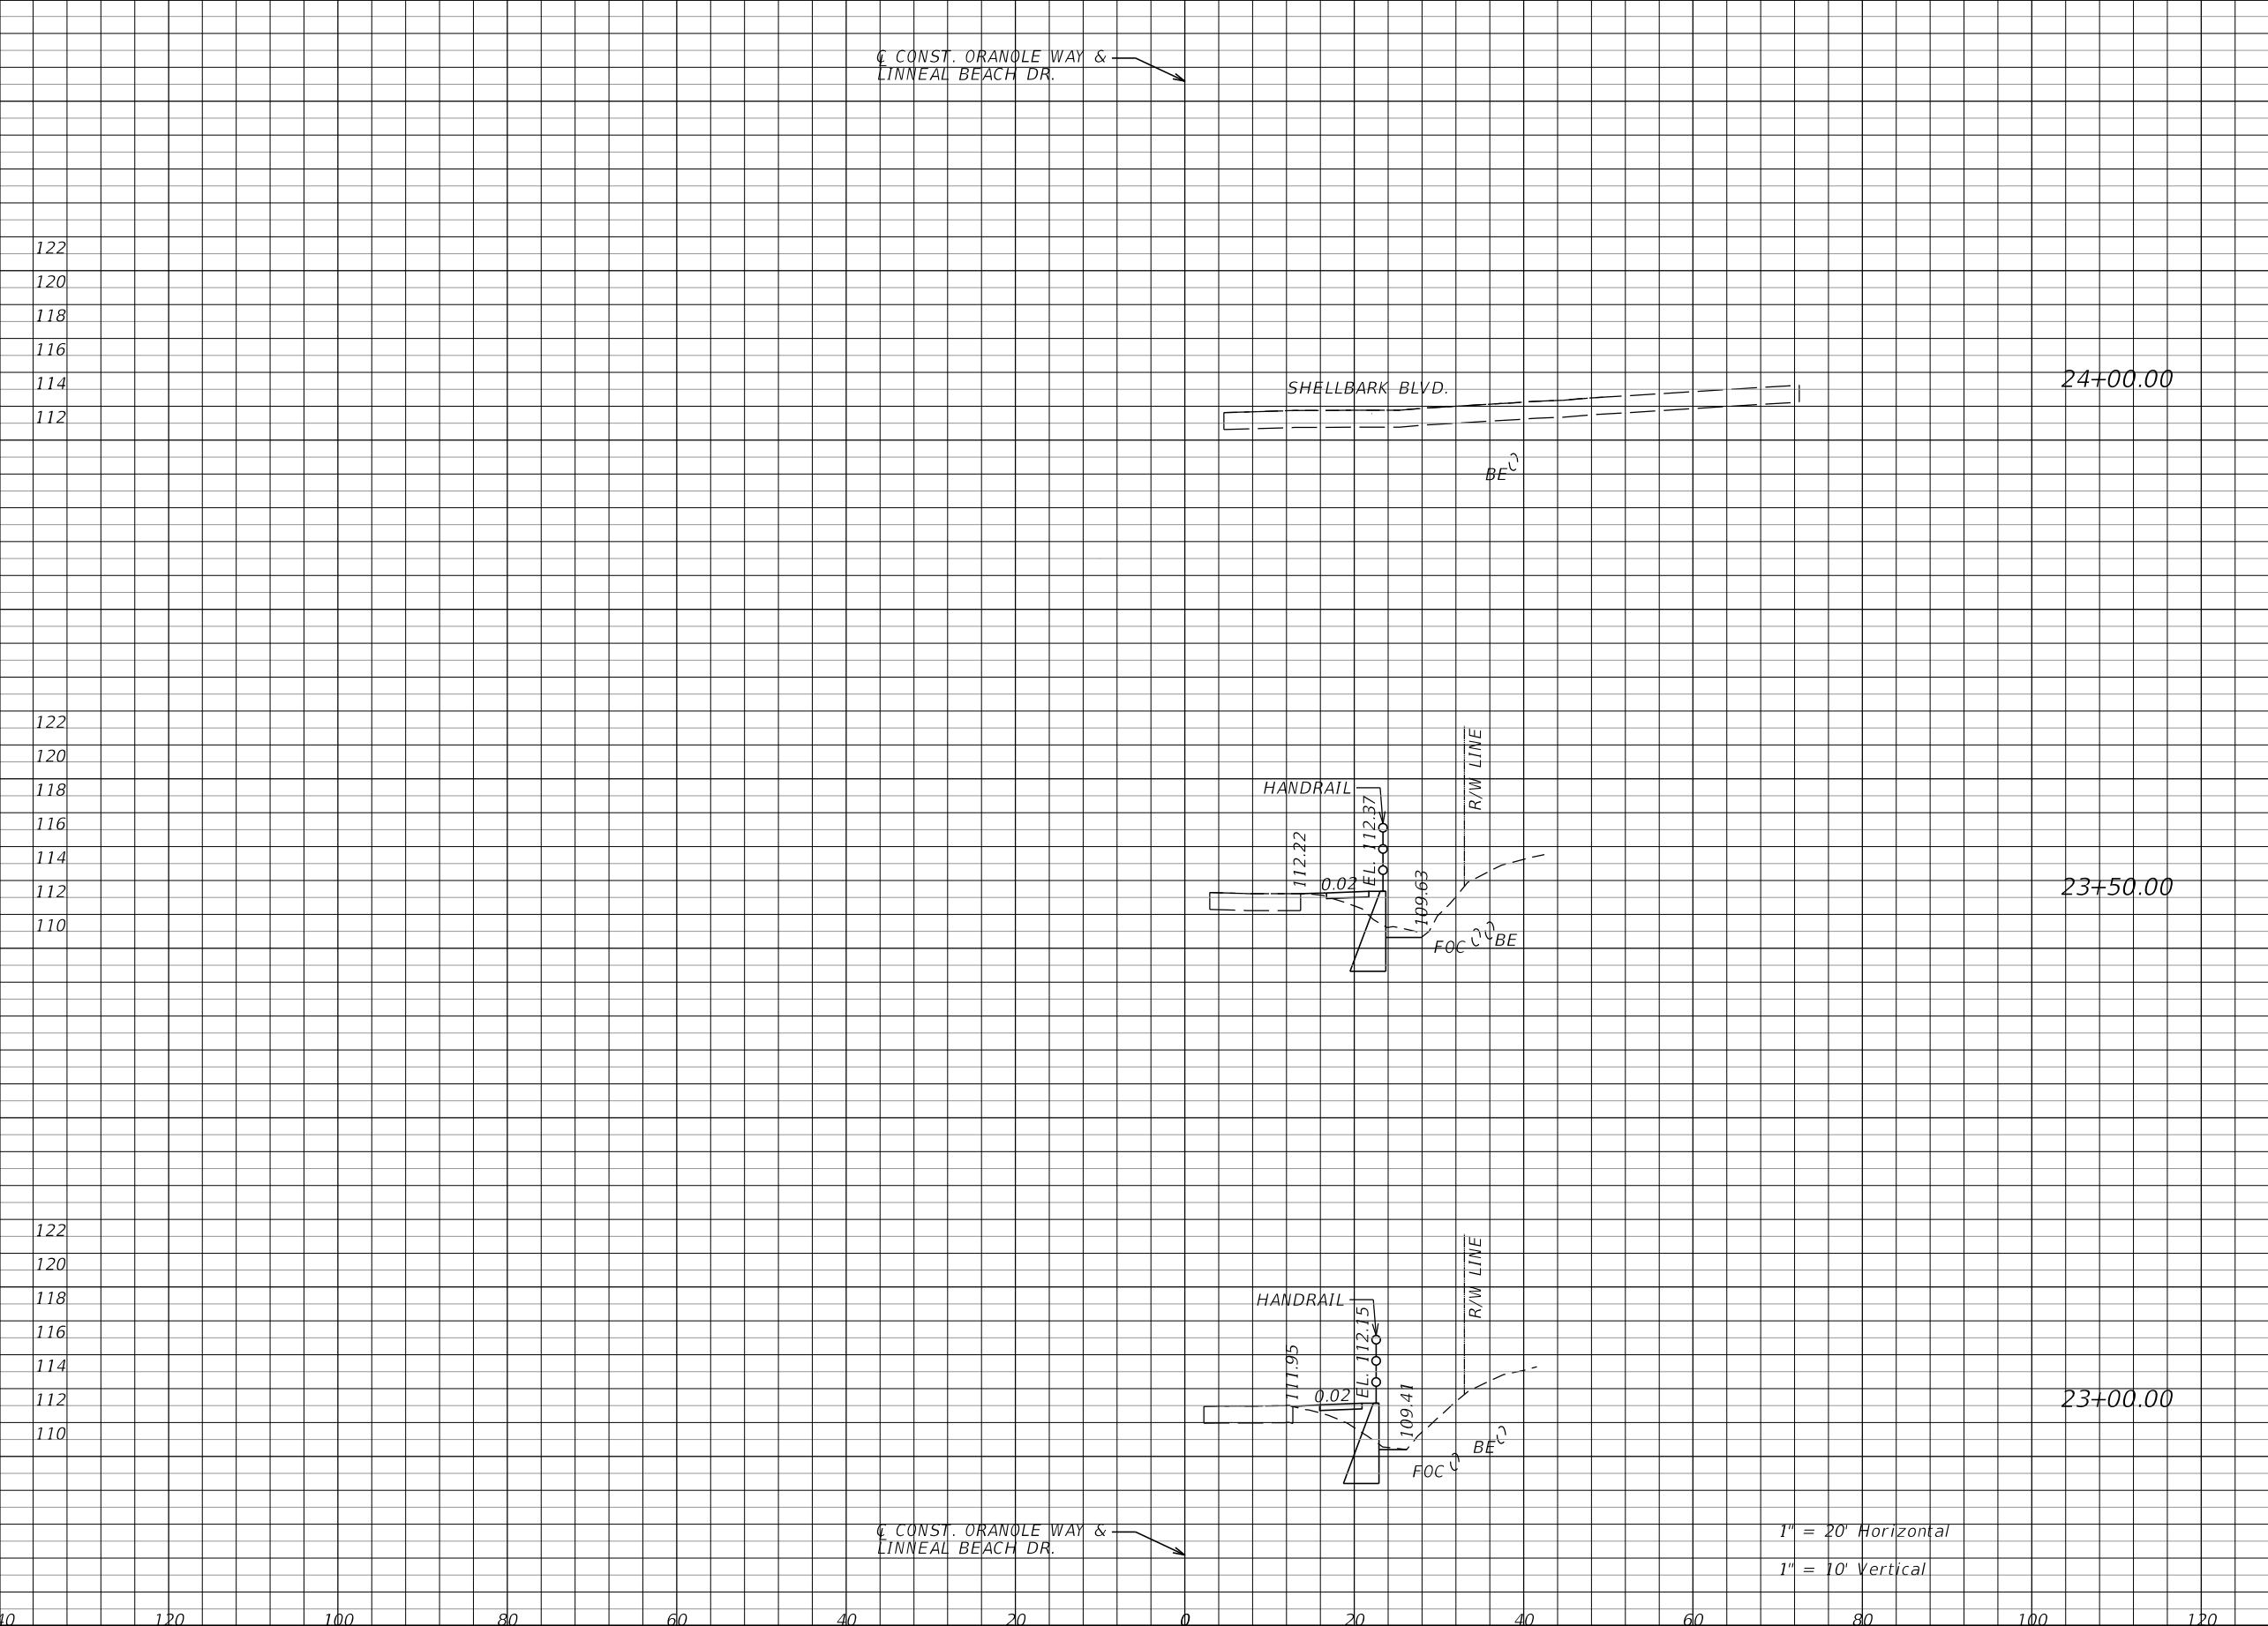 ℄ CONST. ORANOLE WAY &
LINNEAL BEACH DR.
122
120
118
116
114
112
SHELLBARK BLVD.
24+00.00
BE
122
120
118
116
114
112
110
HANDRAIL
R/W LINE
EL. 112.37
112.22
0.02
109.63
FOC
BE
23+50.00
122
120
118
116
114
112
110
HANDRAIL
R/W LINE
EL. 112.15
111.95
0.02
109.41
BE
FOC
23+00.00
℄ CONST. ORANOLE WAY &
LINNEAL BEACH DR.
1" = 20' Horizontal
1" = 10' Vertical
40 120 100 80 60 40 20 0 20 40 60 80 100 120